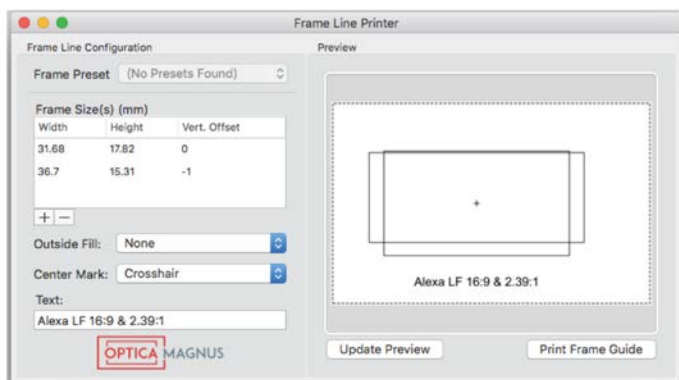 Frame Line Printer
Frame Line Configuration
Frame Preset (No Presets Found)
Frame Size(s) (mm)
Width Height Vert. Offset
31.68 17.82 0
36.7 15.31 -1
+ −
Outside Fill: None
Center Mark: Crosshair
Text:
Alexa LF 16:9 & 2.39:1
OPTICA MAGNUS
Preview
Alexa LF 16:9 & 2.39:1
Update Preview Print Frame Guide